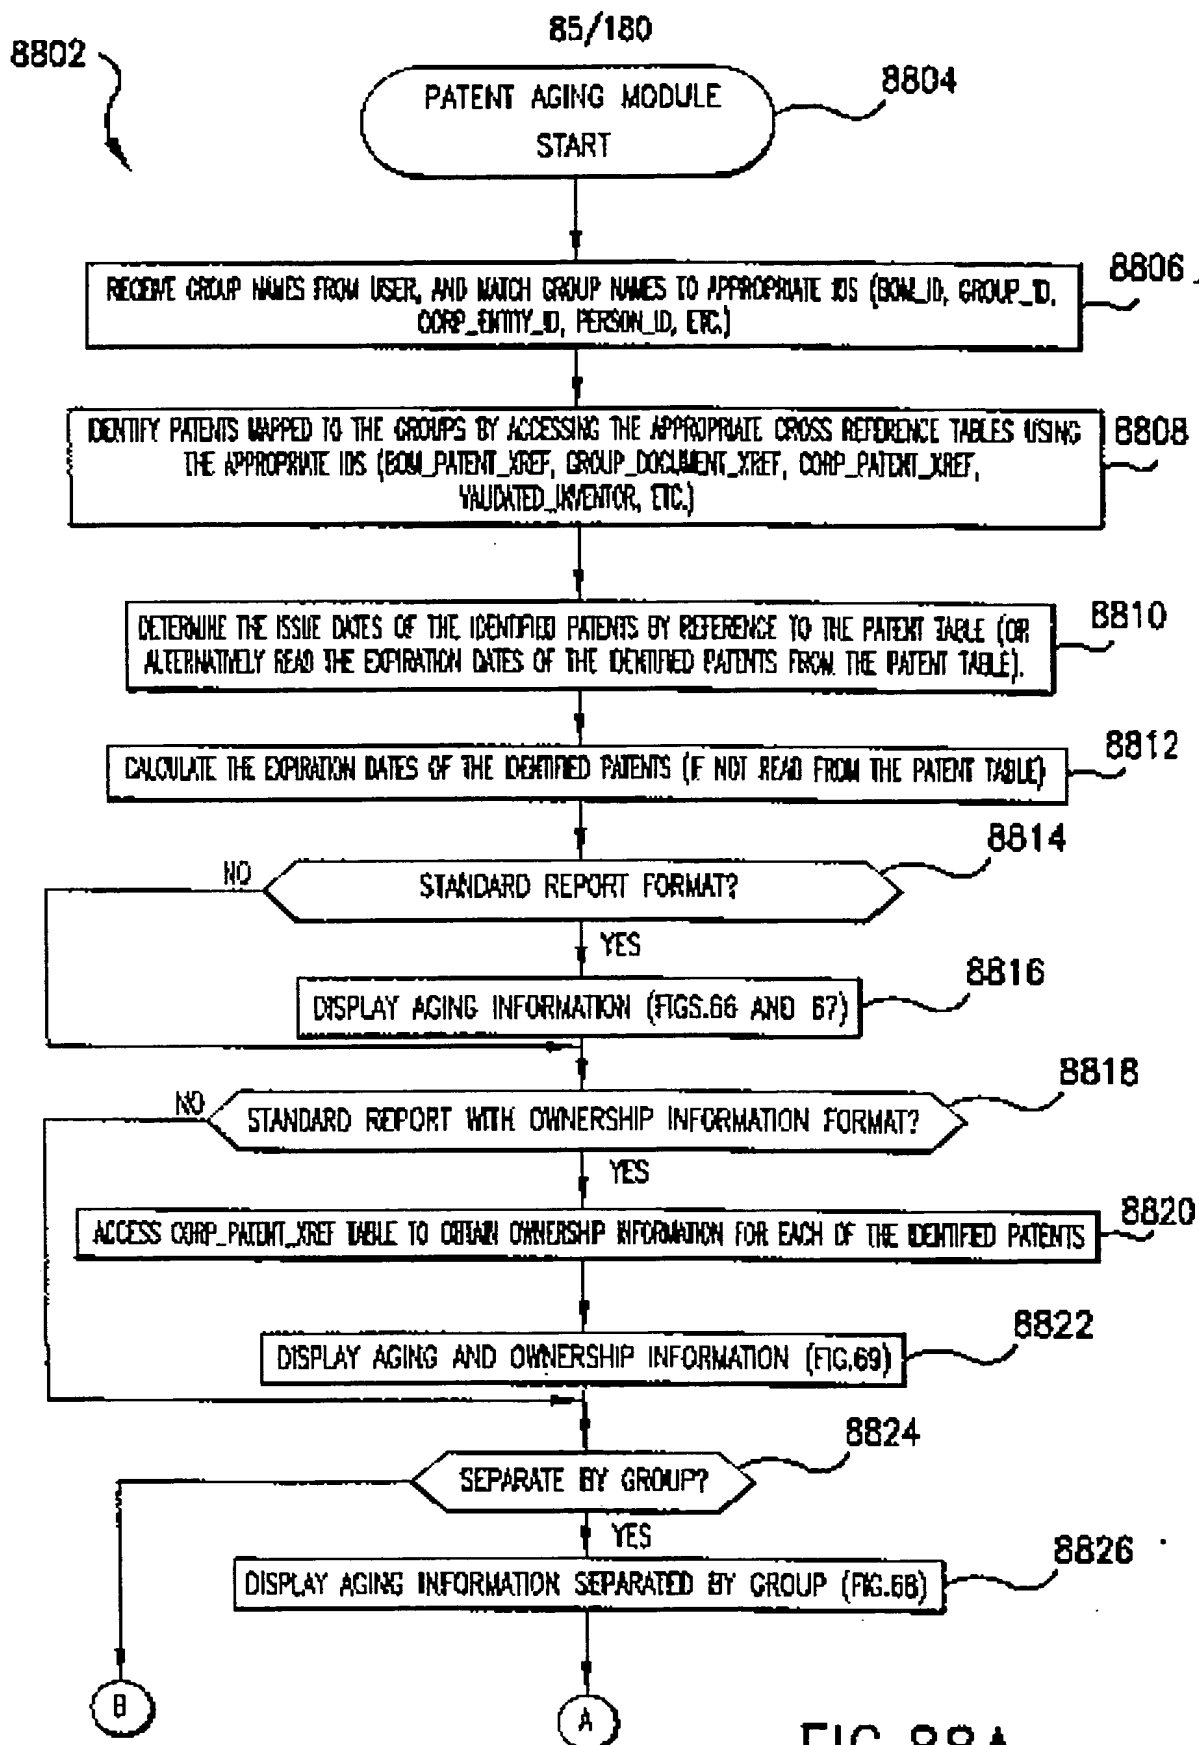 85/180
8802
PATENT AGING MODULE
START
8804
RECEIVE GROUP NAMES FROM USER, AND MATCH GROUP NAMES TO APPROPRIATE IDS (BOM_ID, GROUP_ID,
CORP_ENTITY_ID, PERSON_ID, ETC.)
8806
IDENTIFY PATENTS MAPPED TO THE GROUPS BY ACCESSING THE APPROPRIATE CROSS REFERENCE TABLES USING
THE APPROPRIATE IDS (BOM_PATENT_XREF, GROUP_DOCUMENT_XREF, CORP_PATENT_XREF,
VALIDATED_INVENTOR, ETC.)
8808
DETERMINE THE ISSUE DATES OF THE IDENTIFIED PATENTS BY REFERENCE TO THE PATENT TABLE (OR
ALTERNATIVELY READ THE EXPIRATION DATES OF THE IDENTIFIED PATENTS FROM THE PATENT TABLE).
8810
CALCULATE THE EXPIRATION DATES OF THE IDENTIFIED PATENTS (IF NOT READ FROM THE PATENT TABLE)
8812
8814
NO
STANDARD REPORT FORMAT?
YES
8816
DISPLAY AGING INFORMATION (FIGS.66 AND 67)
8818
NO
STANDARD REPORT WITH OWNERSHIP INFORMATION FORMAT?
YES
8820
ACCESS CORP_PATENT_XREF TABLE TO OBTAIN OWNERSHIP INFORMATION FOR EACH OF THE IDENTIFIED PATENTS
8822
DISPLAY AGING AND OWNERSHIP INFORMATION (FIG.69)
8824
SEPARATE BY GROUP?
YES
8826
DISPLAY AGING INFORMATION SEPARATED BY GROUP (FIG.68)
B
A
FIG.88A